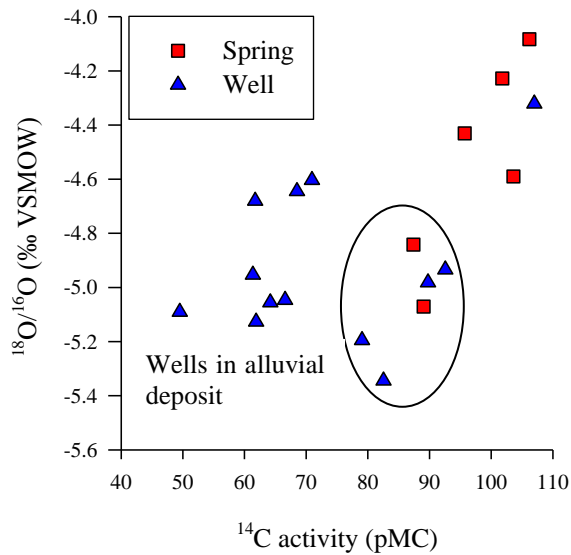 -4.0
-4.2
-4.4
-4.6
-4.8
-5.0
-5.2
-5.4
-5.6
¹⁸O/¹⁶O (‰ VSMOW)
Spring
Well
Wells in alluvial
deposit
40 50 60 70 80 90 100 110
¹⁴C activity (pMC)